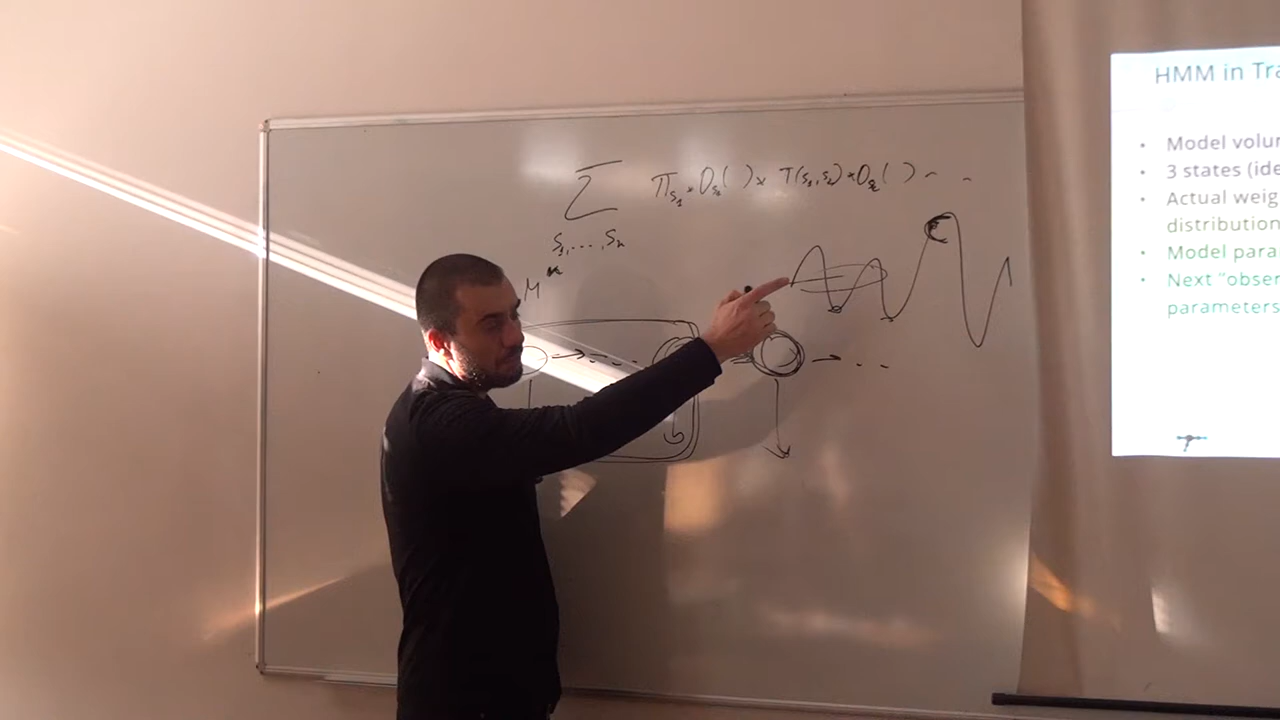 Σ π_{s_1} * O_{s_1}( ) * T(s_1, s_2) * O_{s_2}( ) - - -
s_1, ..., s_n
M^n
HMM in Tra
• Model volu
• 3 states (ide
• Actual weig
distribution
• Model para
• Next "obser
parameters